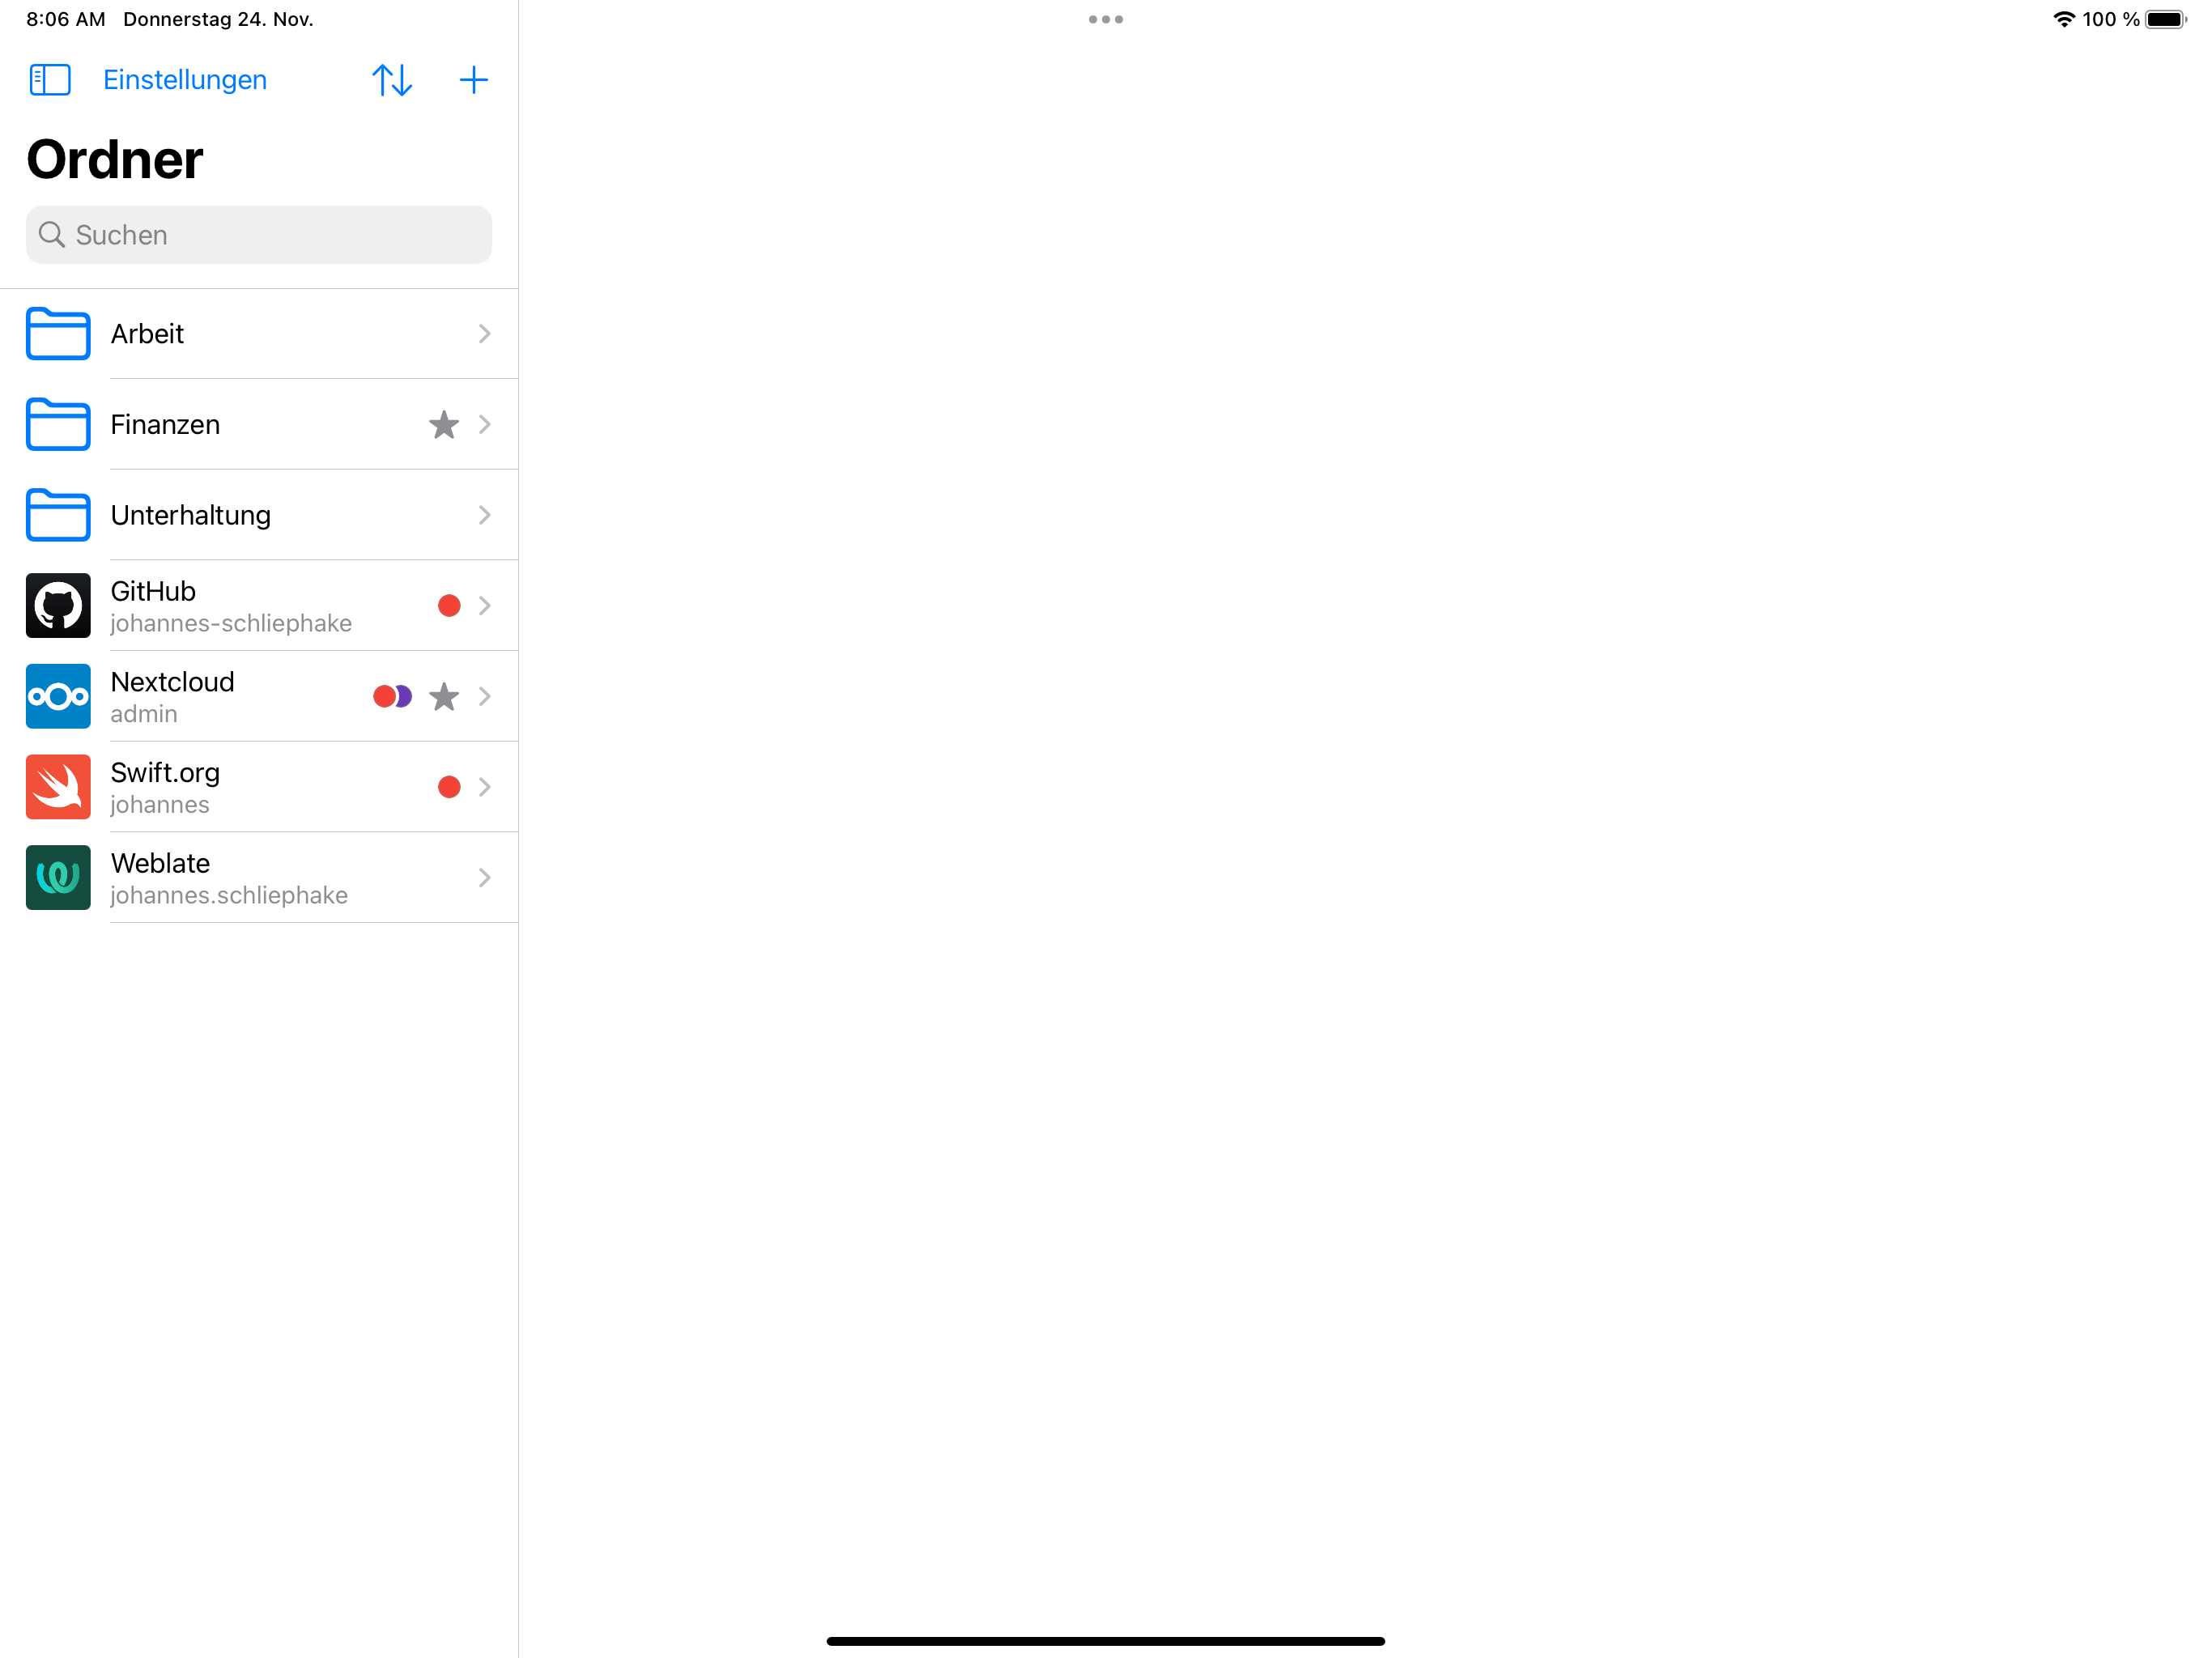 8:06 AM Donnerstag 24. Nov.
100 %
Einstellungen
Ordner
Suchen
Arbeit
Finanzen
Unterhaltung
GitHub
johannes-schliephake
Nextcloud
admin
Swift.org
johannes
Weblate
johannes.schliephake